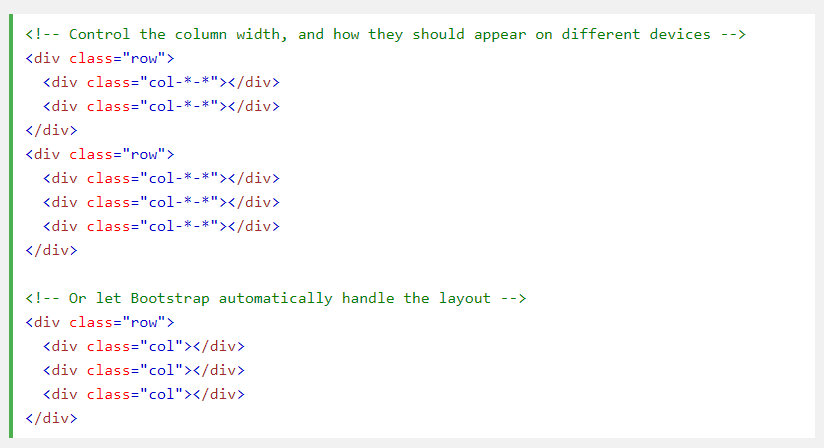 <!-- Control the column width, and how they should appear on different devices -->
<div class="row">
  <div class="col-*-*"></div>
  <div class="col-*-*"></div>
</div>
<div class="row">
  <div class="col-*-*"></div>
  <div class="col-*-*"></div>
  <div class="col-*-*"></div>
</div>

<!-- Or let Bootstrap automatically handle the layout -->
<div class="row">
  <div class="col"></div>
  <div class="col"></div>
  <div class="col"></div>
</div>